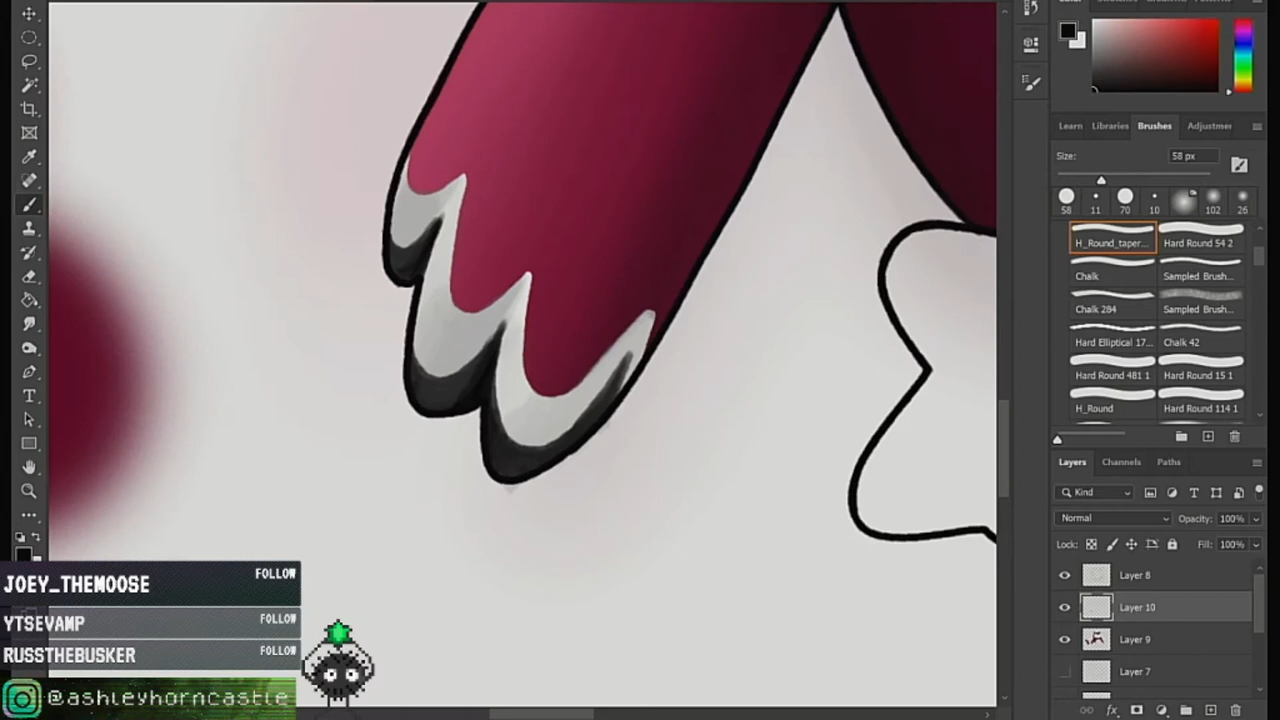 Learn Libraries Brushes Adjustmer
Size: 58 px
58 11 70 10 102 26
H_Round_taper... Hard Round 54 2
Chalk Sampled Brush...
Chalk 284 Sampled Brush...
Hard Elliptical 17... Chalk 42
Hard Round 481 1 Hard Round 15 1
H_Round Hard Round 114 1
Layers Channels Paths
Kind
Normal Opacity: 100%
Lock: Fill: 100%
Layer 8
Layer 10
Layer 9
Layer 7
JOEY_THEMOOSE FOLLOW
YTSEVAMP FOLLOW
RUSSTHEBUSKER FOLLOW
@ashleyhorncastle